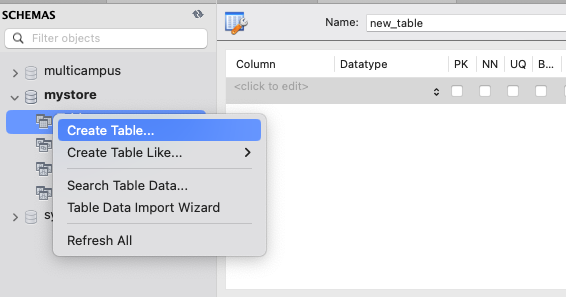 SCHEMAS
Filter objects
multicampus
mystore
Create Table...
Create Table Like...
Search Table Data...
Table Data Import Wizard
Refresh All
Name: new_table
Column Datatype PK NN UQ B...
<click to edit>